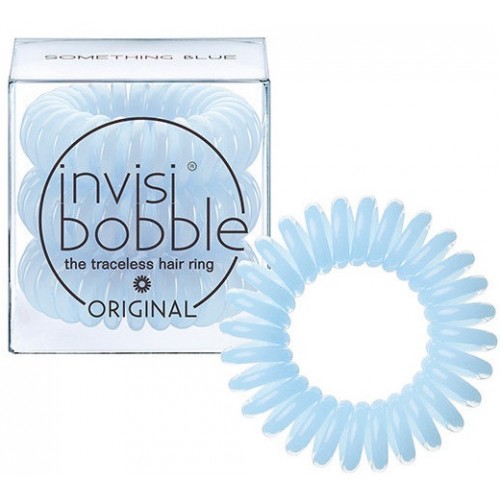 SOMETHING BLUE
invisi®
bobble
the traceless hair ring
ORIGINAL